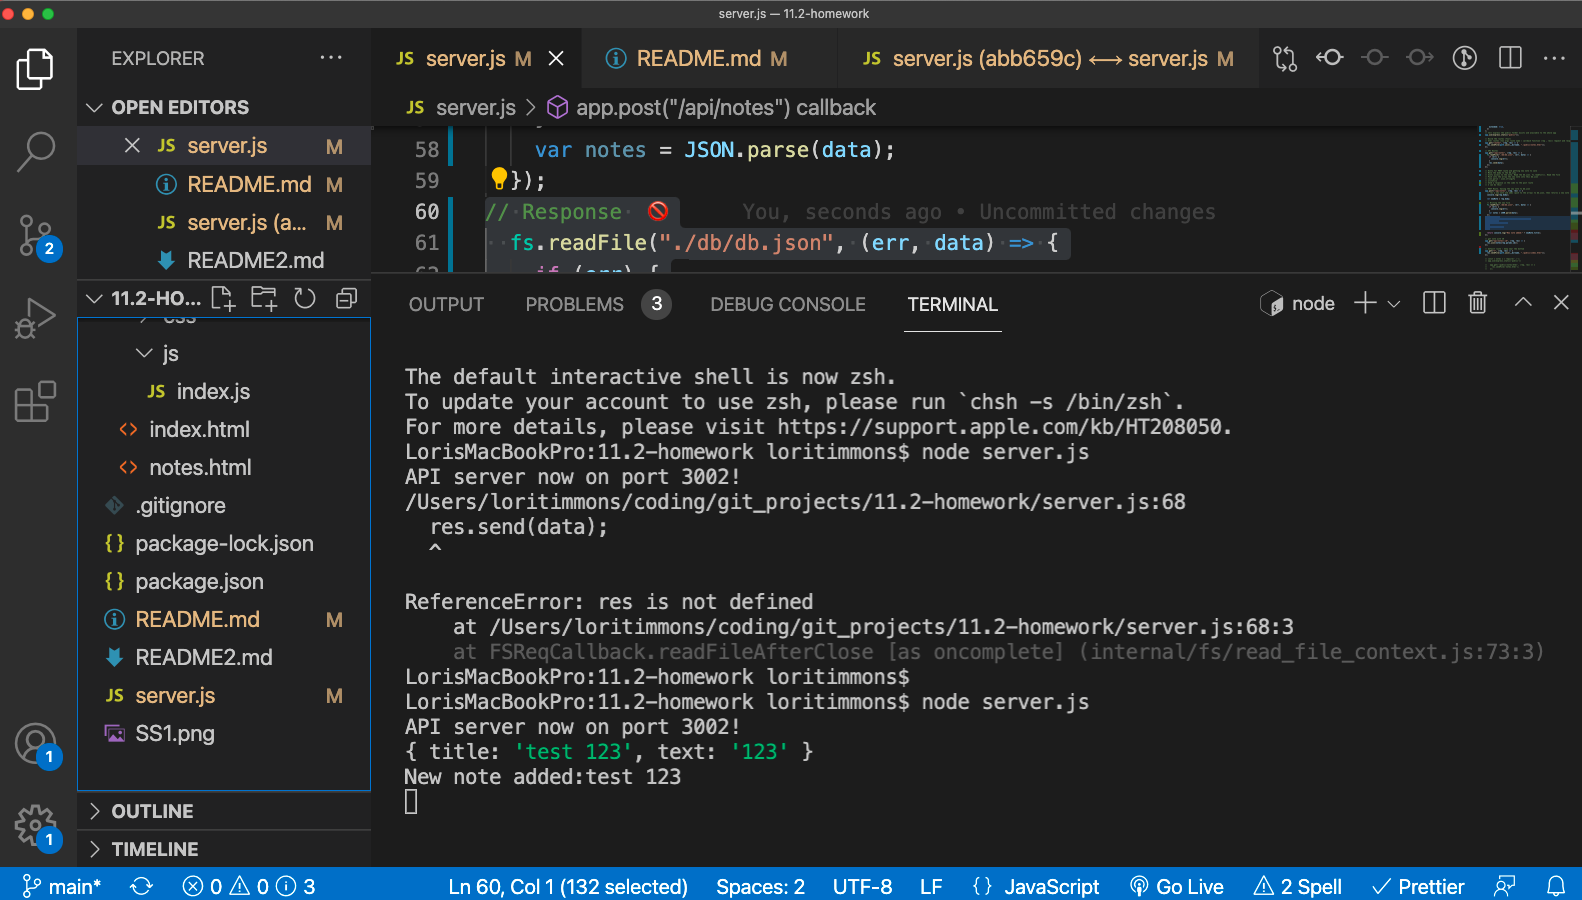 server.js — 11.2-homework
EXPLORER
OPEN EDITORS
JS server.js M
README.md M
JS server.js (a... M
README2.md
11.2-HO...
css
js
JS index.js
<> index.html
<> notes.html
.gitignore
{} package-lock.json
{} package.json
README.md M
README2.md
JS server.js M
SS1.png
OUTLINE
TIMELINE
2
1
1
JS server.js M
README.md M
JS server.js (abb659c) ⟷ server.js M
JS server.js > app.post("/api/notes") callback
58 var notes = JSON.parse(data);
59 });
60 // Response 🚫 You, seconds ago • Uncommitted changes
61 fs.readFile("./db/db.json", (err, data) => {
62 if (err) {
OUTPUT PROBLEMS 3 DEBUG CONSOLE TERMINAL node
The default interactive shell is now zsh.
To update your account to use zsh, please run `chsh -s /bin/zsh`.
For more details, please visit https://support.apple.com/kb/HT208050.
LorisMacBookPro:11.2-homework loritimmons$ node server.js
API server now on port 3002!
/Users/loritimmons/coding/git_projects/11.2-homework/server.js:68
res.send(data);
^
ReferenceError: res is not defined
at /Users/loritimmons/coding/git_projects/11.2-homework/server.js:68:3
at FSReqCallback.readFileAfterClose [as oncomplete] (internal/fs/read_file_context.js:73:3)
LorisMacBookPro:11.2-homework loritimmons$
LorisMacBookPro:11.2-homework loritimmons$ node server.js
API server now on port 3002!
{ title: 'test 123', text: '123' }
New note added:test 123
main* 0 0 3 Ln 60, Col 1 (132 selected) Spaces: 2 UTF-8 LF {} JavaScript Go Live 2 Spell Prettier